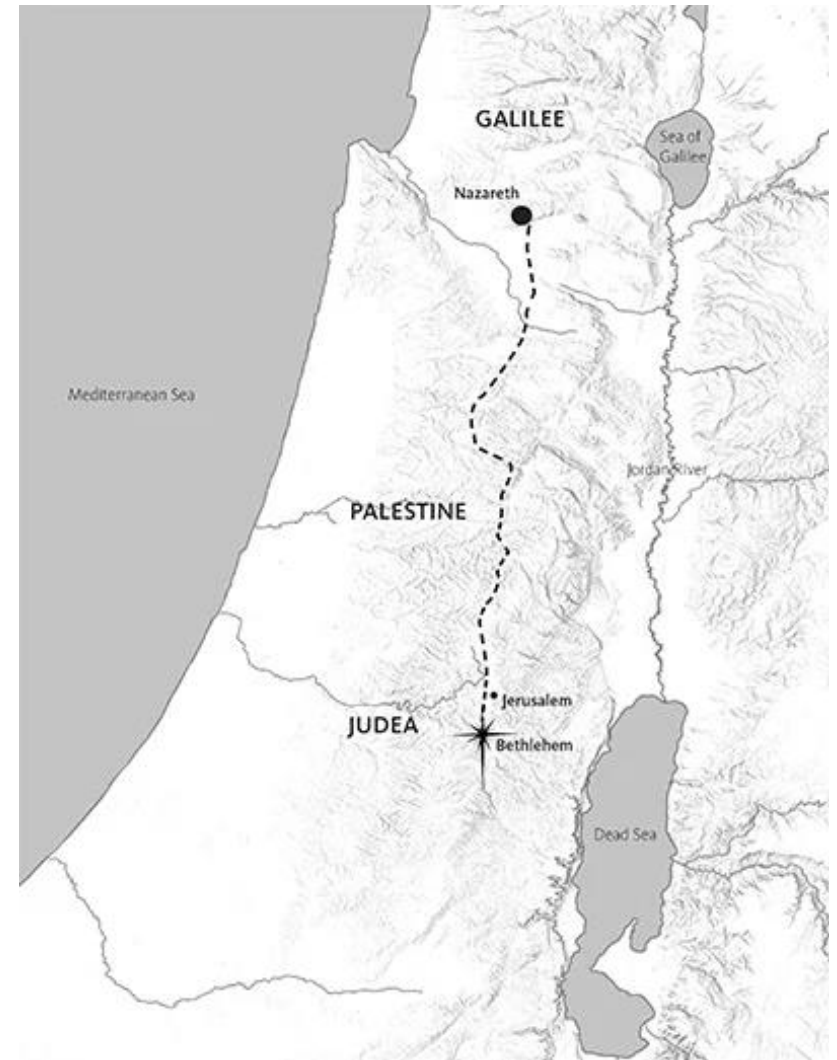 GALILEE
Sea of
Galilee
Nazareth
Mediterranean Sea
Jordan River
PALESTINE
Jerusalem
JUDEA
Bethlehem
Dead Sea